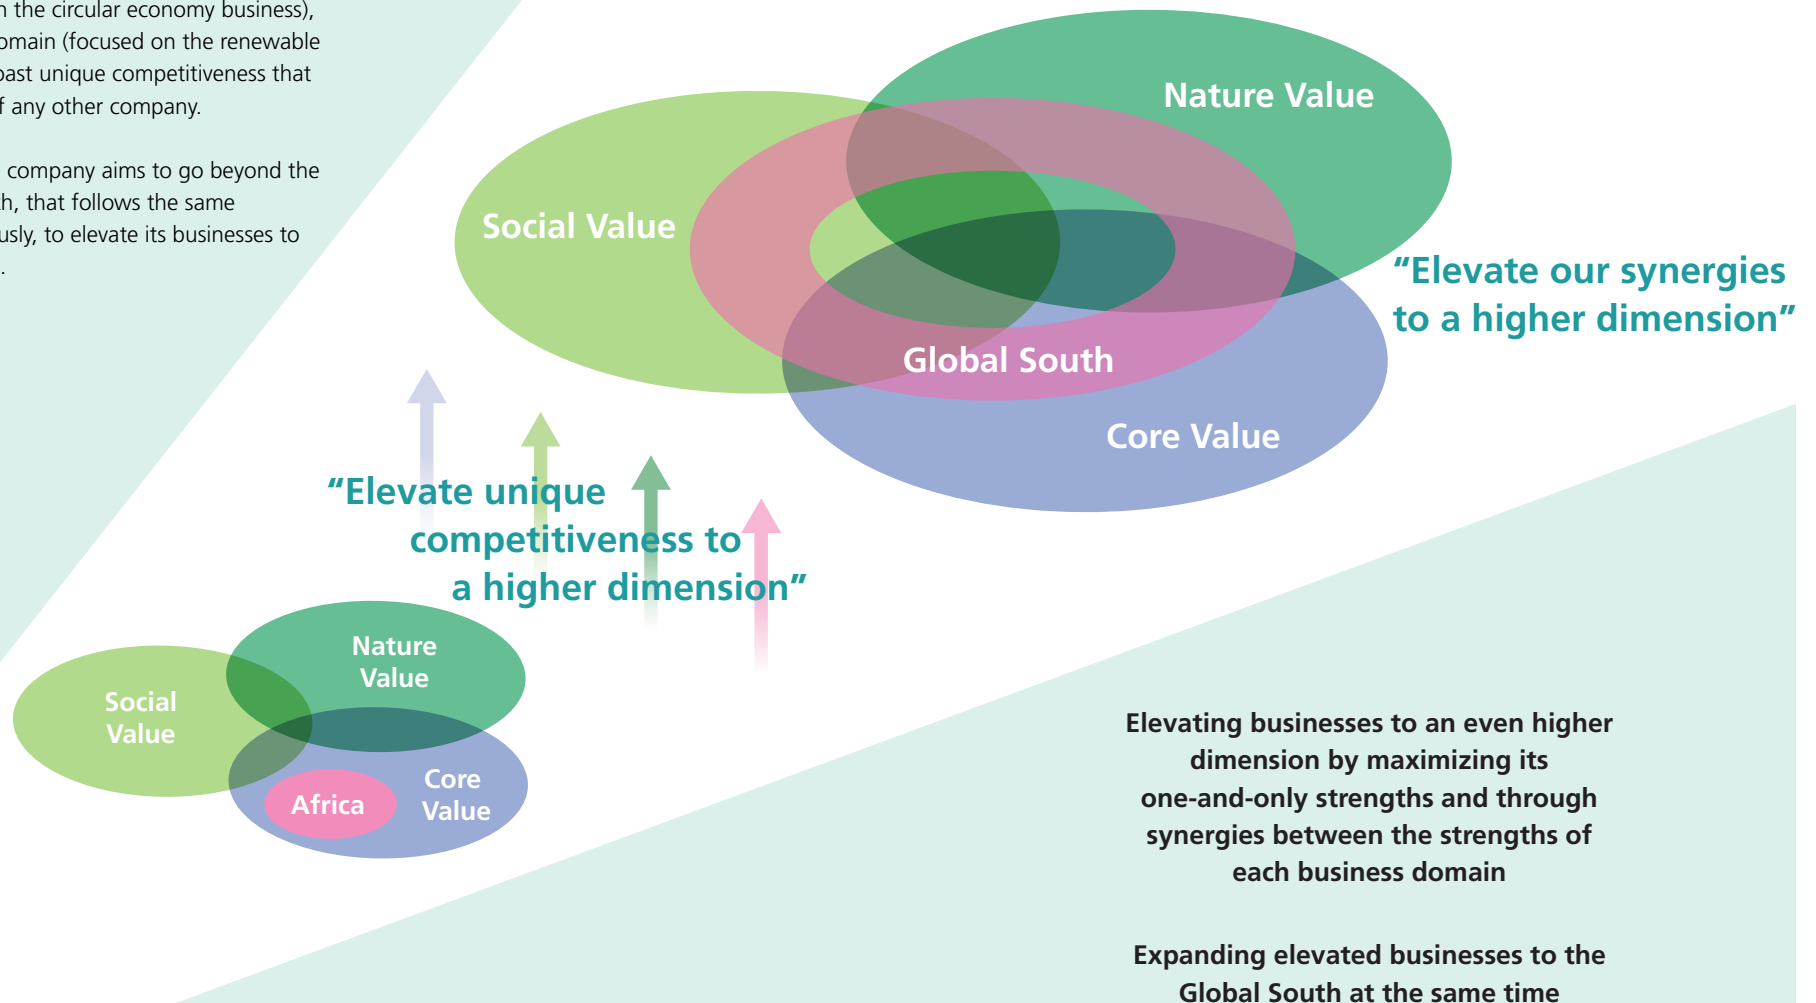 n the circular economy business),
omain (focused on the renewable
oast unique competitiveness that
f any other company.
company aims to go beyond the
th, that follows the same
usly, to elevate its businesses to
.
Nature Value
Social Value
“Elevate our synergies
to a higher dimension”
Global South
Core Value
“Elevate unique
competitiveness to
a higher dimension”
Nature
Value
Social
Value
Core
Value
Africa
Elevating businesses to an even higher
dimension by maximizing its
one-and-only strengths and through
synergies between the strengths of
each business domain
Expanding elevated businesses to the
Global South at the same time